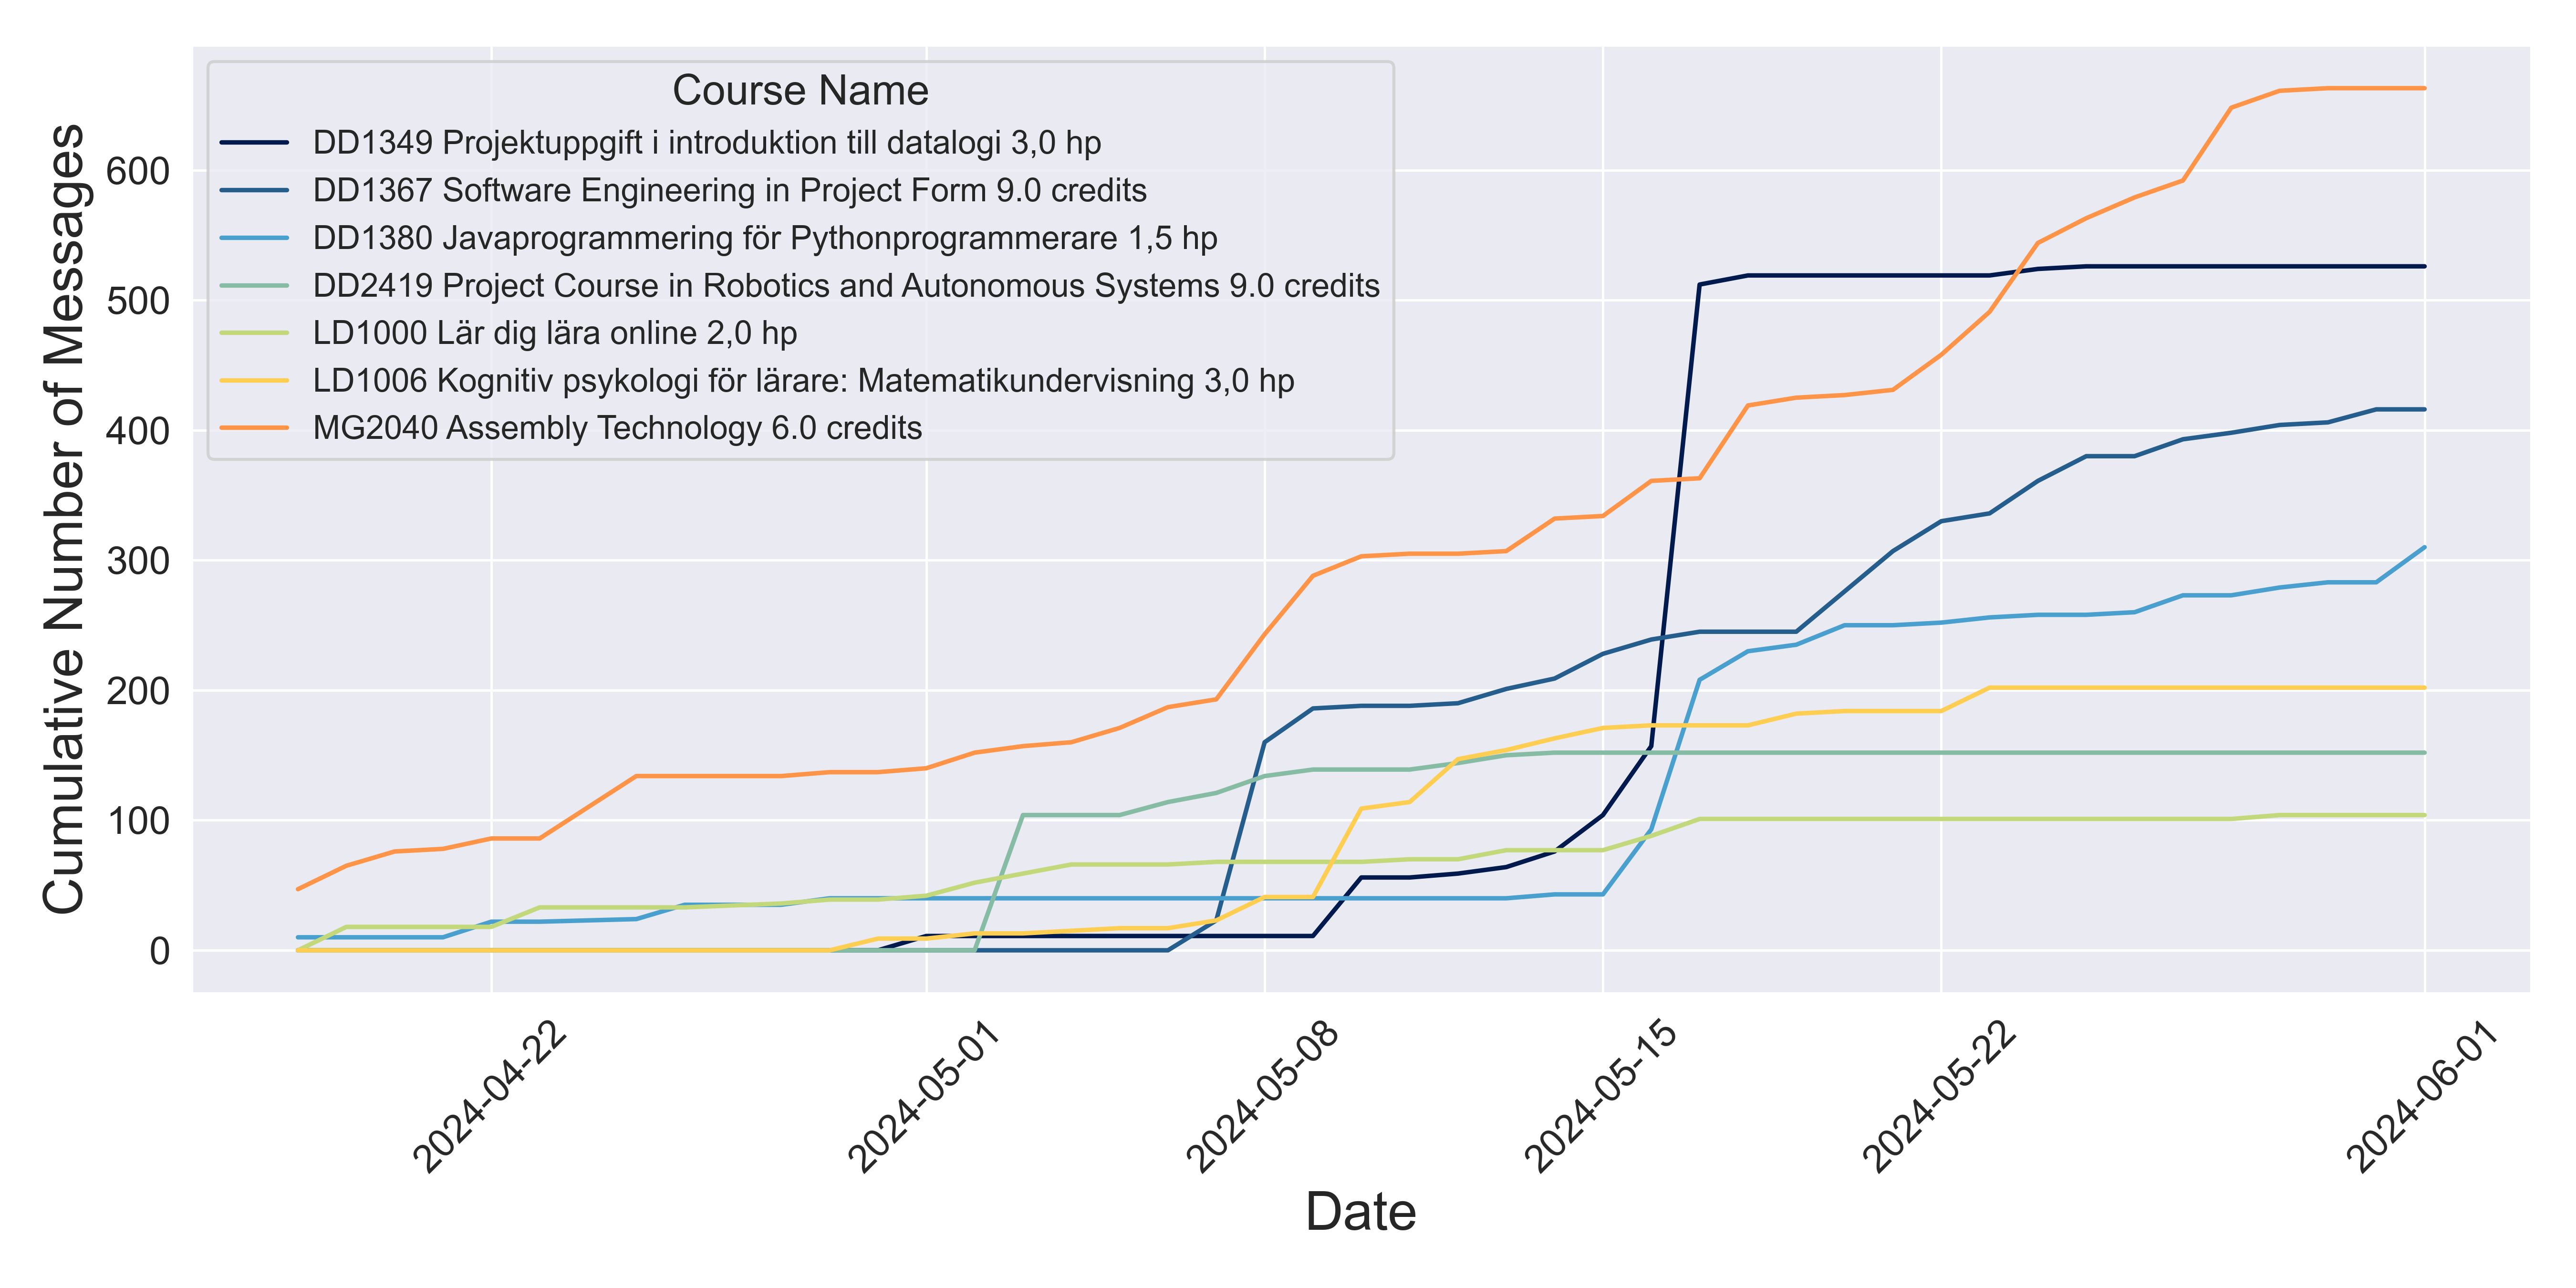 Course Name
DD1349 Projektuppgift i introduktion till datalogi 3,0 hp
DD1367 Software Engineering in Project Form 9.0 credits
DD1380 Javaprogrammering för Pythonprogrammerare 1,5 hp
DD2419 Project Course in Robotics and Autonomous Systems 9.0 credits
LD1000 Lär dig lära online 2,0 hp
LD1006 Kognitiv psykologi för lärare: Matematikundervisning 3,0 hp
MG2040 Assembly Technology 6.0 credits
Cumulative Number of Messages
600
500
400
300
200
100
0
2024-04-22
2024-05-01
2024-05-08
2024-05-15
2024-05-22
2024-06-01
Date